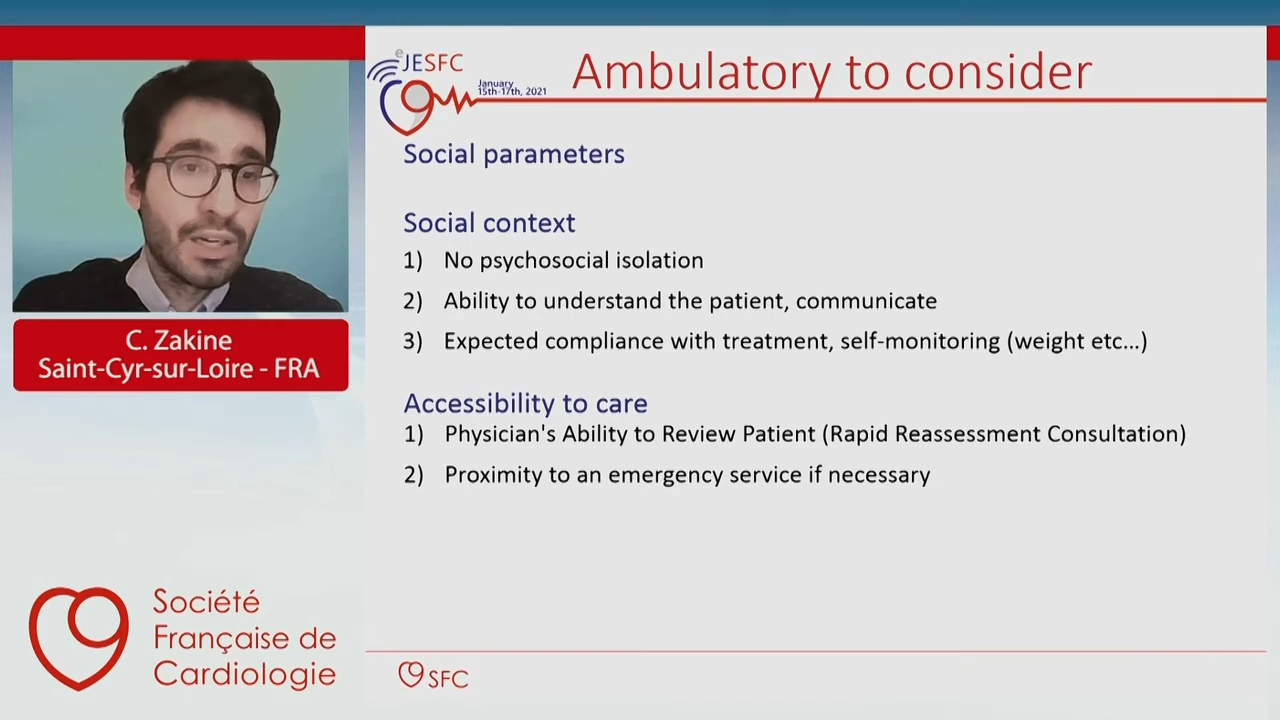 eJESFC
January
15th-17th, 2021
Ambulatory to consider
Social parameters
Social context
1) No psychosocial isolation
2) Ability to understand the patient, communicate
3) Expected compliance with treatment, self-monitoring (weight etc...)
Accessibility to care
1) Physician's Ability to Review Patient (Rapid Reassessment Consultation)
2) Proximity to an emergency service if necessary
C. Zakine
Saint-Cyr-sur-Loire - FRA
Société
Française de
Cardiologie
SFC